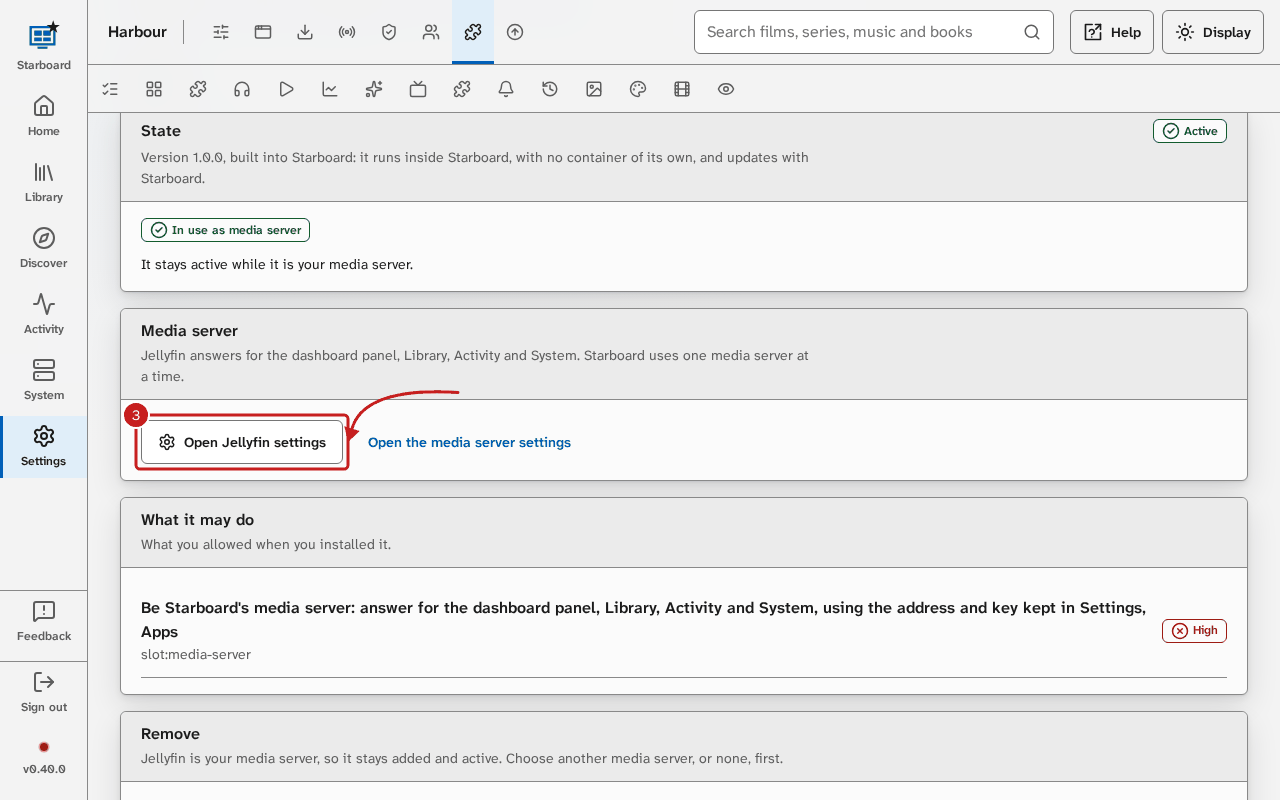 Starboard
Home
Library
Discover
Activity
System
Settings
Feedback
Sign out
v0.40.0
Harbour
Search films, series, music and books
Help
Display
State
Active
Version 1.0.0, built into Starboard: it runs inside Starboard, with no container of its own, and updates with
Starboard.
In use as media server
It stays active while it is your media server.
Media server
Jellyfin answers for the dashboard panel, Library, Activity and System. Starboard uses one media server at
a time.
3
Open Jellyfin settings
Open the media server settings
What it may do
What you allowed when you installed it.
Be Starboard's media server: answer for the dashboard panel, Library, Activity and System, using the address and key kept in Settings,
Apps
High
slot:media-server
Remove
Jellyfin is your media server, so it stays added and active. Choose another media server, or none, first.